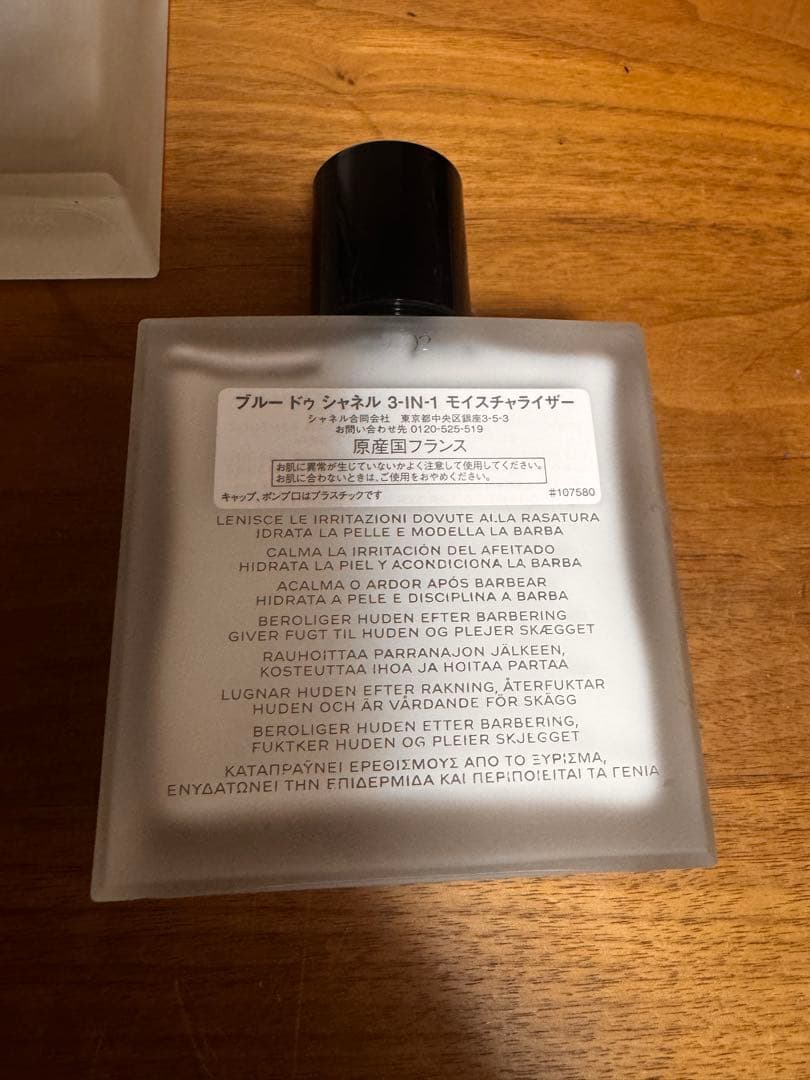 ブルー ドゥ シャネル 3-IN-1 モイスチャライザー
シャネル合同会社 東京都中央区銀座3-5-3
お問い合わせ先 0120-525-519
原産国フランス
お肌に異常が生じていないかよく注意して使用してください。
お肌に合わないときは、ご使用をおやめください。
キャップ、ポンプ口はプラスチックです #107580
LENISCE LE IRRITAZIONI DOVUTE ALLA RASATURA
IDRATA LA PELLE E MODELLA LA BARBA
CALMA LA IRRITACIÓN DEL AFEITADO
HIDRATA LA PIEL Y ACONDICIONA LA BARBA
ACALMA O ARDOR APÓS BARBEAR
HIDRATA A PELE E DISCIPLINA A BARBA
BEROLIGER HUDEN EFTER BARBERING
GIVER FUGT TIL HUDEN OG PLEJER SKÆGGET
RAUHOITTAA PARRANAJON JÄLKEEN,
KOSTEUTTAA IHOA JA HOITAA PARTAA
LUGNAR HUDEN EFTER RAKNING, ÅTERFUKTAR
HUDEN OCH ÄR VÅRDANDE FÖR SKÄGG
BEROLIGER HUDEN ETTER BARBERING,
FUKTKER HUDEN OG PLEIER SKJEGGET
ΚΑΤΑΠΡΑΫΝΕΙ ΕΡΕΘΙΣΜΟΥΣ ΑΠΟ ΤΟ ΞΥΡΙΣΜΑ,
ΕΝΥΔΑΤΩΝΕΙ ΤΗΝ ΕΠΙΔΕΡΜΙΔΑ ΚΑΙ ΠΕΡΙΠΟΙΕΙΤΑΙ ΤΑ ΓΕΝΙΑ